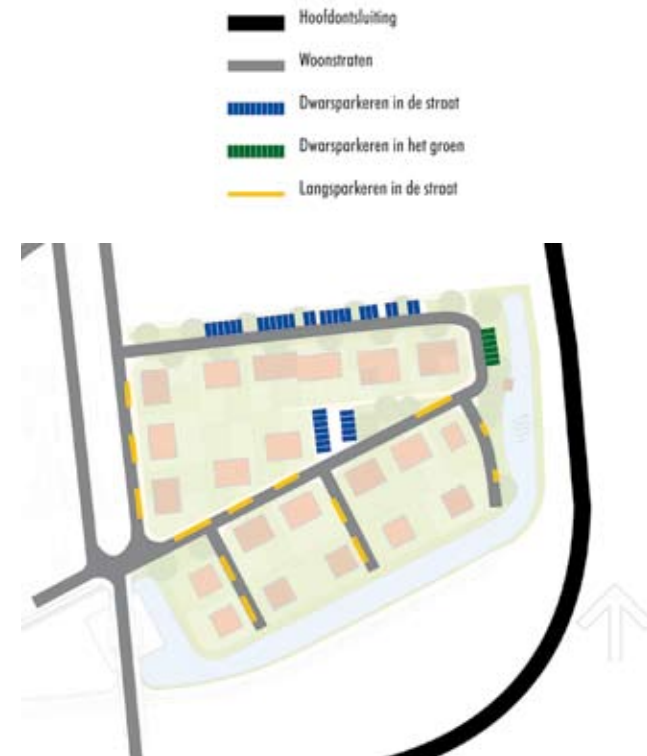 Hoofdontsluiting
Woonstraten
Dwarsparkeren in de straat
Dwarsparkeren in het groen
Langsparkeren in de straat